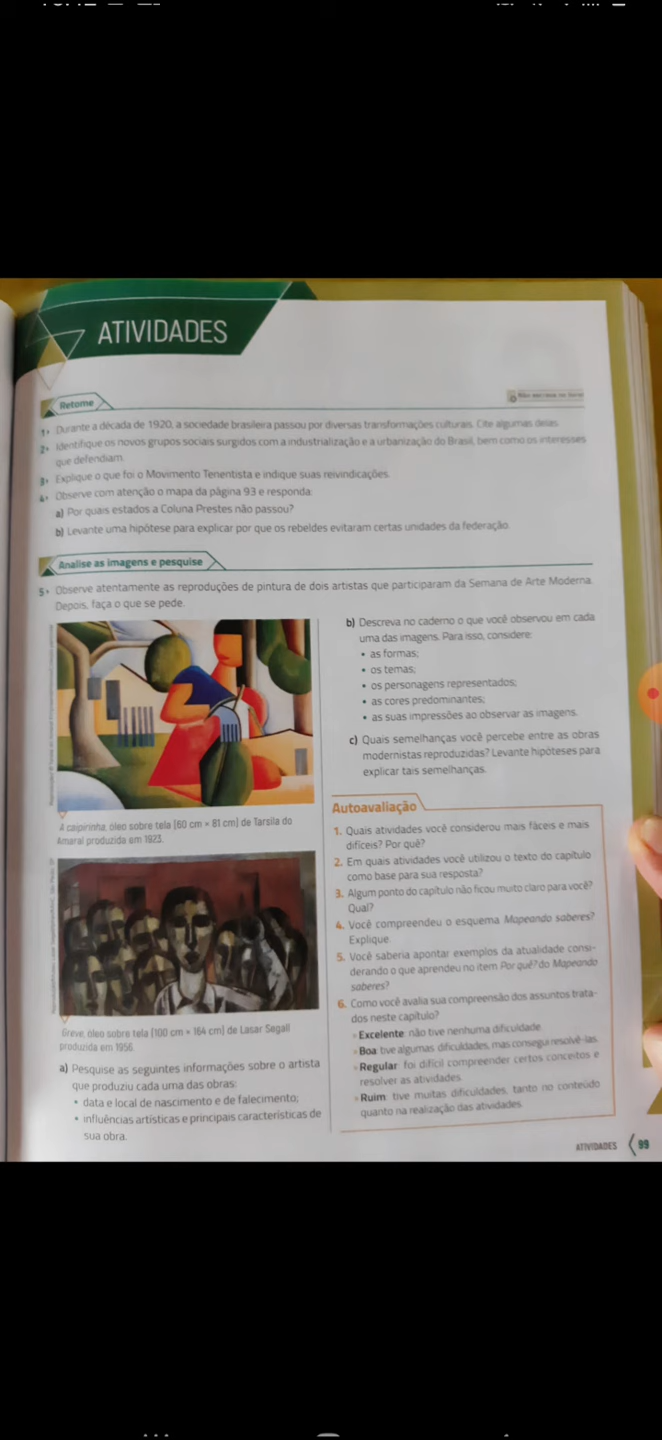 ATIVIDADES
Retome
1. Durante a década de 1920, a sociedade brasileira passou por diversas transformações culturais. Cite algumas delas.
2. Identifique os novos grupos sociais surgidos com a industrialização e a urbanização do Brasil, bem como os interesses
que defendiam.
3. Explique o que foi o Movimento Tenentista e indique suas reivindicações.
4. Observe com atenção o mapa da página 93 e responda:
a) Por quais estados a Coluna Prestes não passou?
b) Levante uma hipótese para explicar por que os rebeldes evitaram certas unidades da federação.
Analise as imagens e pesquise
5. Observe atentamente as reproduções de pintura de dois artistas que participaram da Semana de Arte Moderna.
Depois, faça o que se pede.
A caipirinha, óleo sobre tela (60 cm × 81 cm) de Tarsila do
Amaral produzida em 1923.
Greve, óleo sobre tela (100 cm × 164 cm) de Lasar Segall
produzida em 1956.
a) Pesquise as seguintes informações sobre o artista
que produziu cada uma das obras:
• data e local de nascimento e de falecimento;
• influências artísticas e principais características de
sua obra.
b) Descreva no caderno o que você observou em cada
uma das imagens. Para isso, considere:
• as formas;
• os temas;
• os personagens representados;
• as cores predominantes;
• as suas impressões ao observar as imagens.
c) Quais semelhanças você percebe entre as obras
modernistas reproduzidas? Levante hipóteses para
explicar tais semelhanças.
Autoavaliação
1. Quais atividades você considerou mais fáceis e mais
difíceis? Por quê?
2. Em quais atividades você utilizou o texto do capítulo
como base para sua resposta?
3. Algum ponto do capítulo não ficou muito claro para você?
Qual?
4. Você compreendeu o esquema Mapeando saberes?
Explique.
5. Você saberia apontar exemplos da atualidade consi-
derando o que aprendeu no item Por quê? do Mapeando
saberes?
6. Como você avalia sua compreensão dos assuntos trata-
dos neste capítulo?
Excelente: não tive nenhuma dificuldade.
Boa: tive algumas dificuldades, mas consegui resolvê-las.
Regular: foi difícil compreender certos conceitos e
resolver as atividades.
Ruim: tive muitas dificuldades, tanto no conteúdo
quanto na realização das atividades.
ATIVIDADES 99